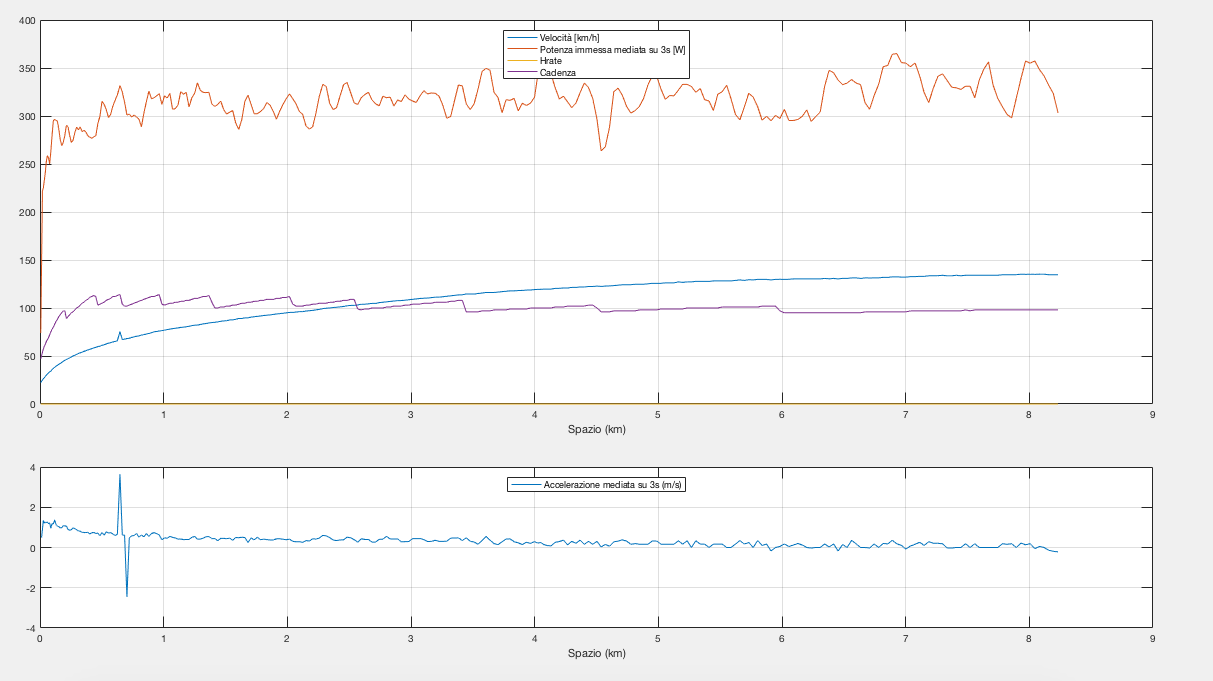 400
350
300
250
200
150
100
50
0
Velocità [km/h]
Potenza immessa mediata su 3s [W]
Hrate
Cadenza
0 1 2 3 4 5 6 7 8 9
Spazio (km)
4
2
0
-2
-4
Accelerazione mediata su 3s (m/s)
0 1 2 3 4 5 6 7 8 9
Spazio (km)